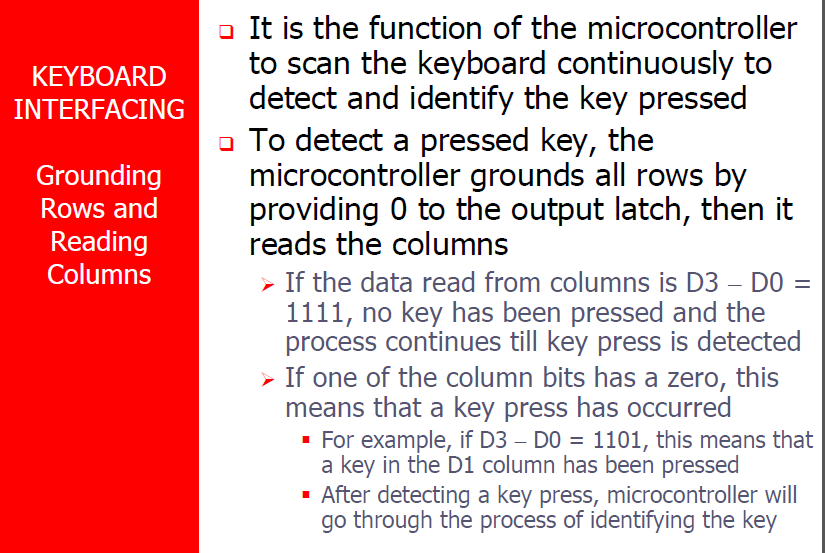 KEYBOARD
INTERFACING
Grounding
Rows and
Reading
Columns
It is the function of the microcontroller
to scan the keyboard continuously to
detect and identify the key pressed
To detect a pressed key, the
microcontroller grounds all rows by
providing 0 to the output latch, then it
reads the columns
If the data read from columns is D3 – D0 =
1111, no key has been pressed and the
process continues till key press is detected
If one of the column bits has a zero, this
means that a key press has occurred
For example, if D3 – D0 = 1101, this means that
a key in the D1 column has been pressed
After detecting a key press, microcontroller will
go through the process of identifying the key